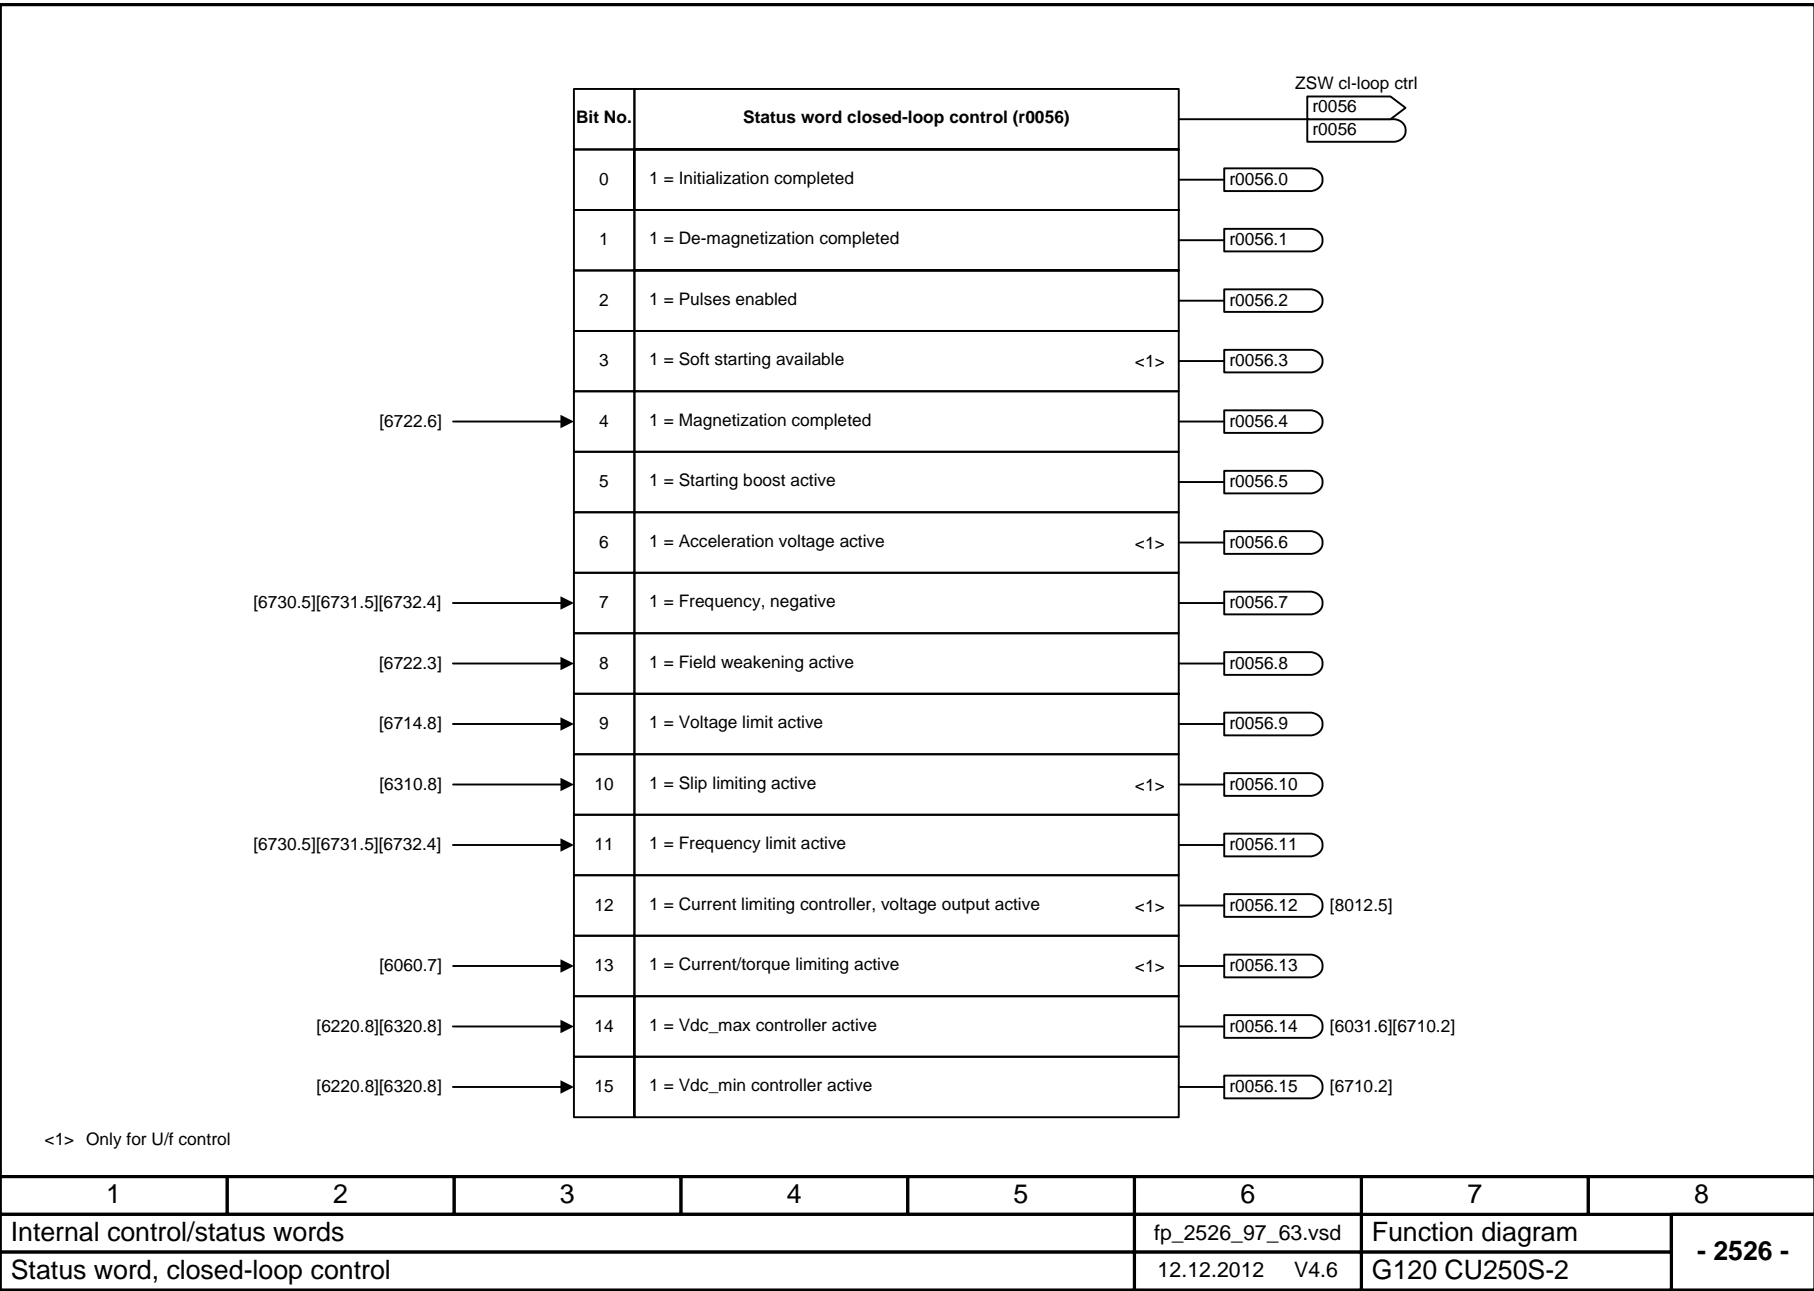 ZSW cl-loop ctrl
Bit No. Status word closed-loop control (r0056) r0056
r0056
0 1 = Initialization completed r0056.0
1 1 = De-magnetization completed r0056.1
2 1 = Pulses enabled r0056.2
3 1 = Soft starting available <1> r0056.3
[6722.6] 4 1 = Magnetization completed r0056.4
5 1 = Starting boost active r0056.5
6 1 = Acceleration voltage active <1> r0056.6
[6730.5][6731.5][6732.4] 7 1 = Frequency, negative r0056.7
[6722.3] 8 1 = Field weakening active r0056.8
[6714.8] 9 1 = Voltage limit active r0056.9
[6310.8] 10 1 = Slip limiting active <1> r0056.10
[6730.5][6731.5][6732.4] 11 1 = Frequency limit active r0056.11
12 1 = Current limiting controller, voltage output active <1> r0056.12 [8012.5]
[6060.7] 13 1 = Current/torque limiting active <1> r0056.13
[6220.8][6320.8] 14 1 = Vdc_max controller active r0056.14 [6031.6][6710.2]
[6220.8][6320.8] 15 1 = Vdc_min controller active r0056.15 [6710.2]
<1> Only for U/f control
1 2 3 4 5 6 7 8
Internal control/status words fp_2526_97_63.vsd Function diagram - 2526 -
Status word, closed-loop control 12.12.2012 V4.6 G120 CU250S-2